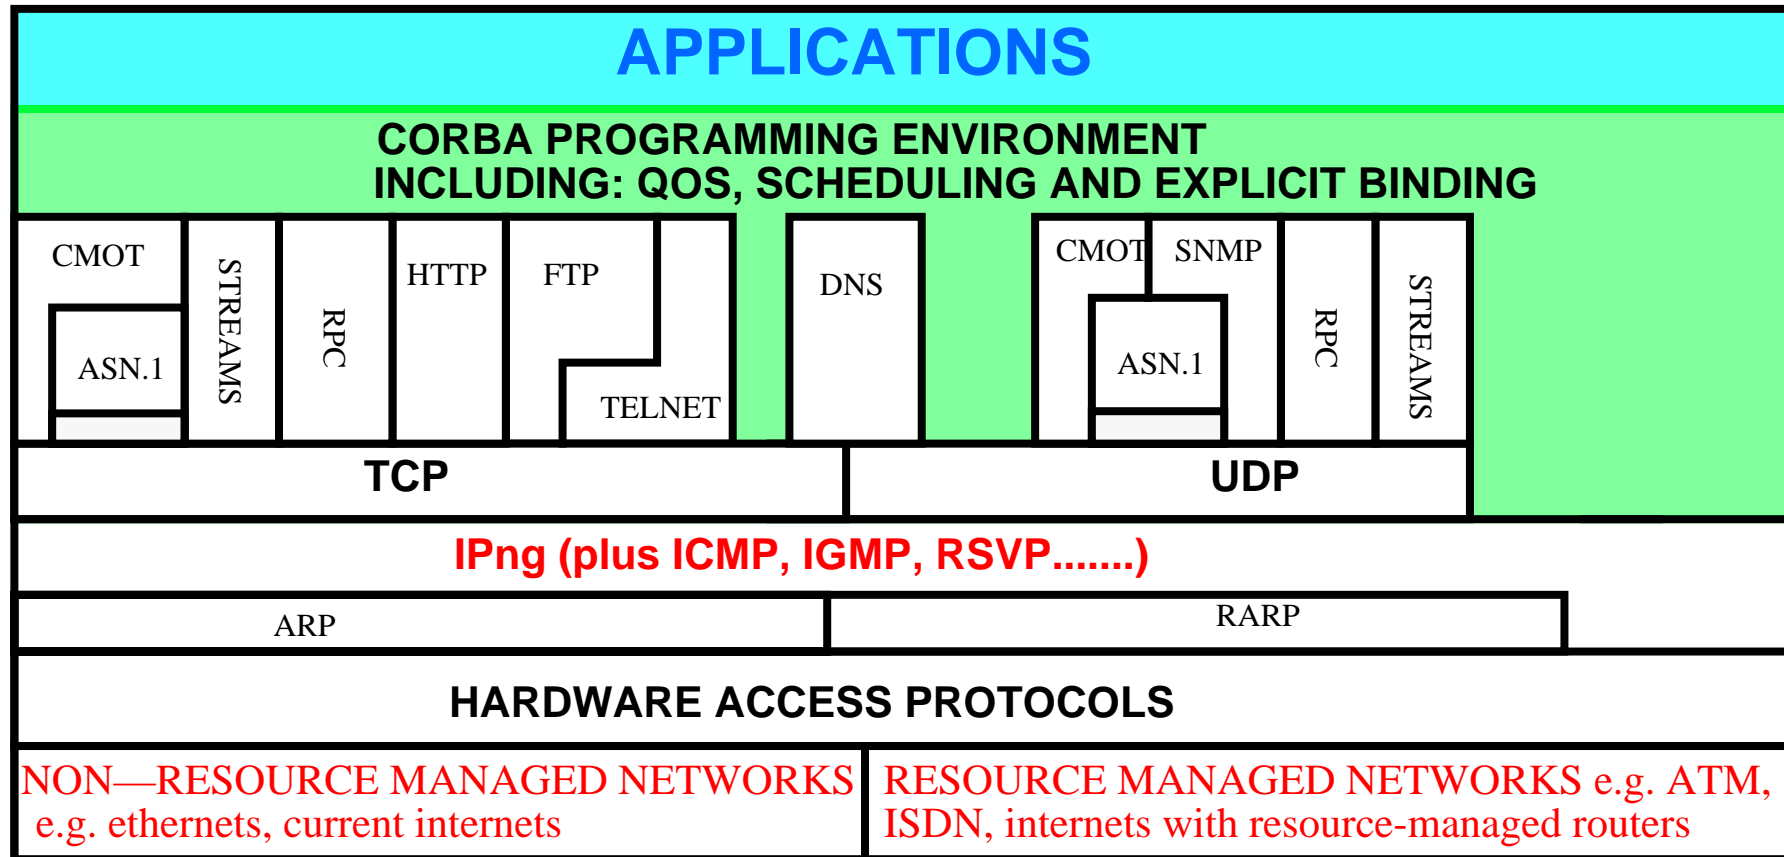 APPLICATIONS
CORBA PROGRAMMING ENVIRONMENT
INCLUDING: QOS, SCHEDULING AND EXPLICIT BINDING
CMOT
ASN.1
STREAMS
RPC
HTTP
FTP
TELNET
DNS
CMOT
SNMP
ASN.1
RPC
STREAMS
TCP
UDP
IPng (plus ICMP, IGMP, RSVP.......)
ARP
RARP
HARDWARE ACCESS PROTOCOLS
NON—RESOURCE MANAGED NETWORKS
e.g. ethernets, current internets
RESOURCE MANAGED NETWORKS e.g. ATM,
ISDN, internets with resource-managed routers